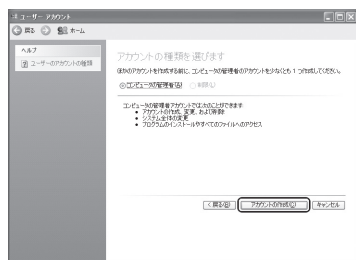 ユーザー アカウント
戻る ホーム
ヘルプ
ユーザーのアカウントの種類
アカウントの種類を選びます
ほかのアカウントを作成する前に、コンピュータの管理者のアカウントを少なくとも 1 つ作成してください。
コンピュータの管理者(A) 制限(L)
コンピュータの管理者アカウントでは次のことができます
• アカウントの作成、変更、および削除
• システム全体の変更
• プログラムのインストールやすべてのファイルへのアクセス
< 戻る(B) アカウントの作成(C) キャンセル